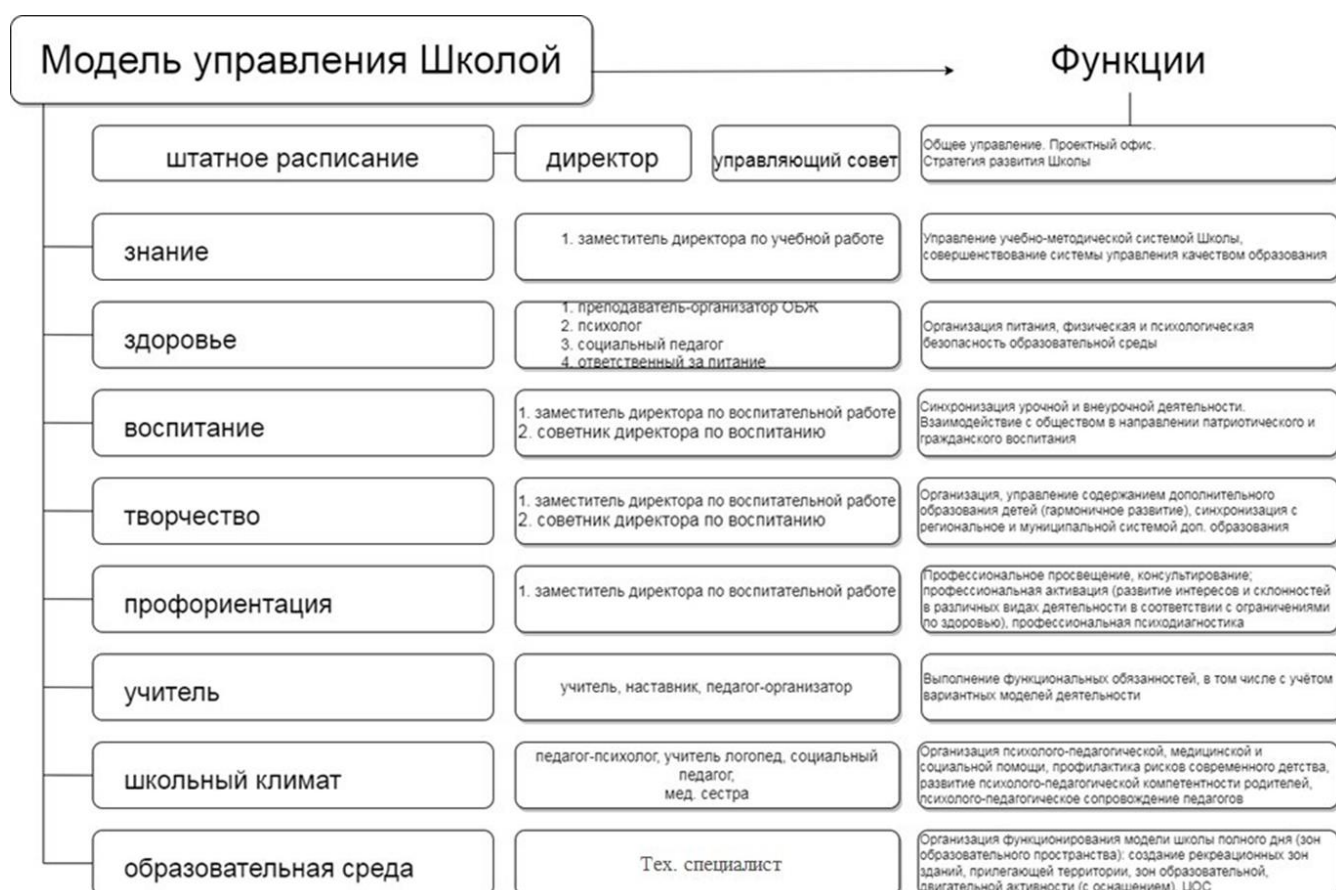 Модель управления Школой
Функции
штатное расписание
директор
управляющий совет
Общее управление. Проектный офис.
Стратегия развития Школы
знание
1. заместитель директора по учебной работе
Управление учебно-методической системой Школы,
совершенствование системы управления качеством образования
здоровье
1. преподаватель-организатор ОБЖ
2. психолог
3. социальный педагог
4. ответственный за питание
Организация питания, физическая и психологическая
безопасность образовательной среды
воспитание
1. заместитель директора по воспитательной работе
2. советник директора по воспитанию
Синхронизация урочной и внеурочной деятельности.
Взаимодействие с обществом в направлении патриотического и
гражданского воспитания
творчество
1. заместитель директора по воспитательной работе
2. советник директора по воспитанию
Организация, управление содержанием дополнительного
образования детей (гармоничное развитие), синхронизация с
региональное и муниципальной системой доп. образования
профориентация
1. заместитель директора по воспитательной работе
Профессиональное просвещение, консультирование;
профессиональная активация (развитие интересов и склонностей
в различных видах деятельности в соответствии с ограничениями
по здоровью), профессиональная психодиагностика
учитель
учитель, наставник, педагог-организатор
Выполнение функциональных обязанностей, в том числе с учётом
вариантных моделей деятельности
школьный климат
педагог-психолог, учитель логопед, социальный
педагог,
мед. сестра
Организация психолого-педагогической, медицинской и
социальной помощи, профилактика рисков современного детства,
развитие психолого-педагогической компетентности родителей,
психолого-педагогическое сопровождение педагогов
образовательная среда
Тех. специалист
Организация функционирования модели школы полного дня (зон
образовательного пространства): создание рекреационных зон
зданий, прилегающей территории, зон образовательной,
двигательной активности (с оснащением), ЦОС